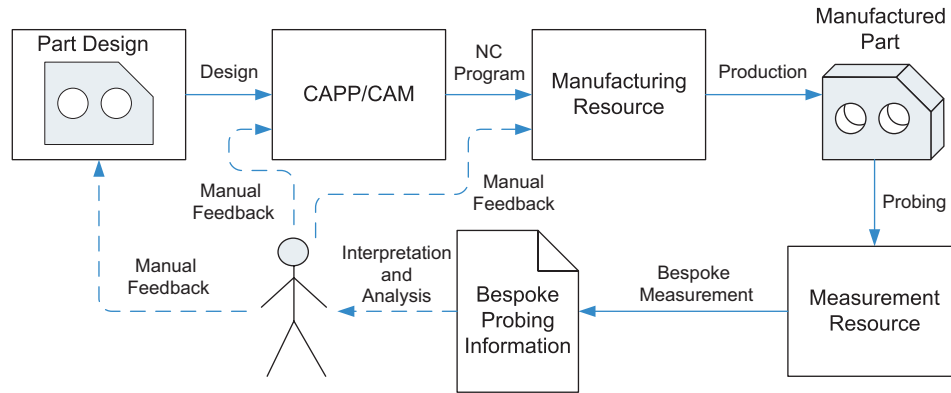 Part Design
Design
CAPP/CAM
NC
Program
Manufacturing
Resource
Production
Manufactured
Part
Manual
Feedback
Manual
Feedback
Probing
Manual
Feedback
Interpretation
and
Analysis
Bespoke
Probing
Information
Bespoke
Measurement
Measurement
Resource